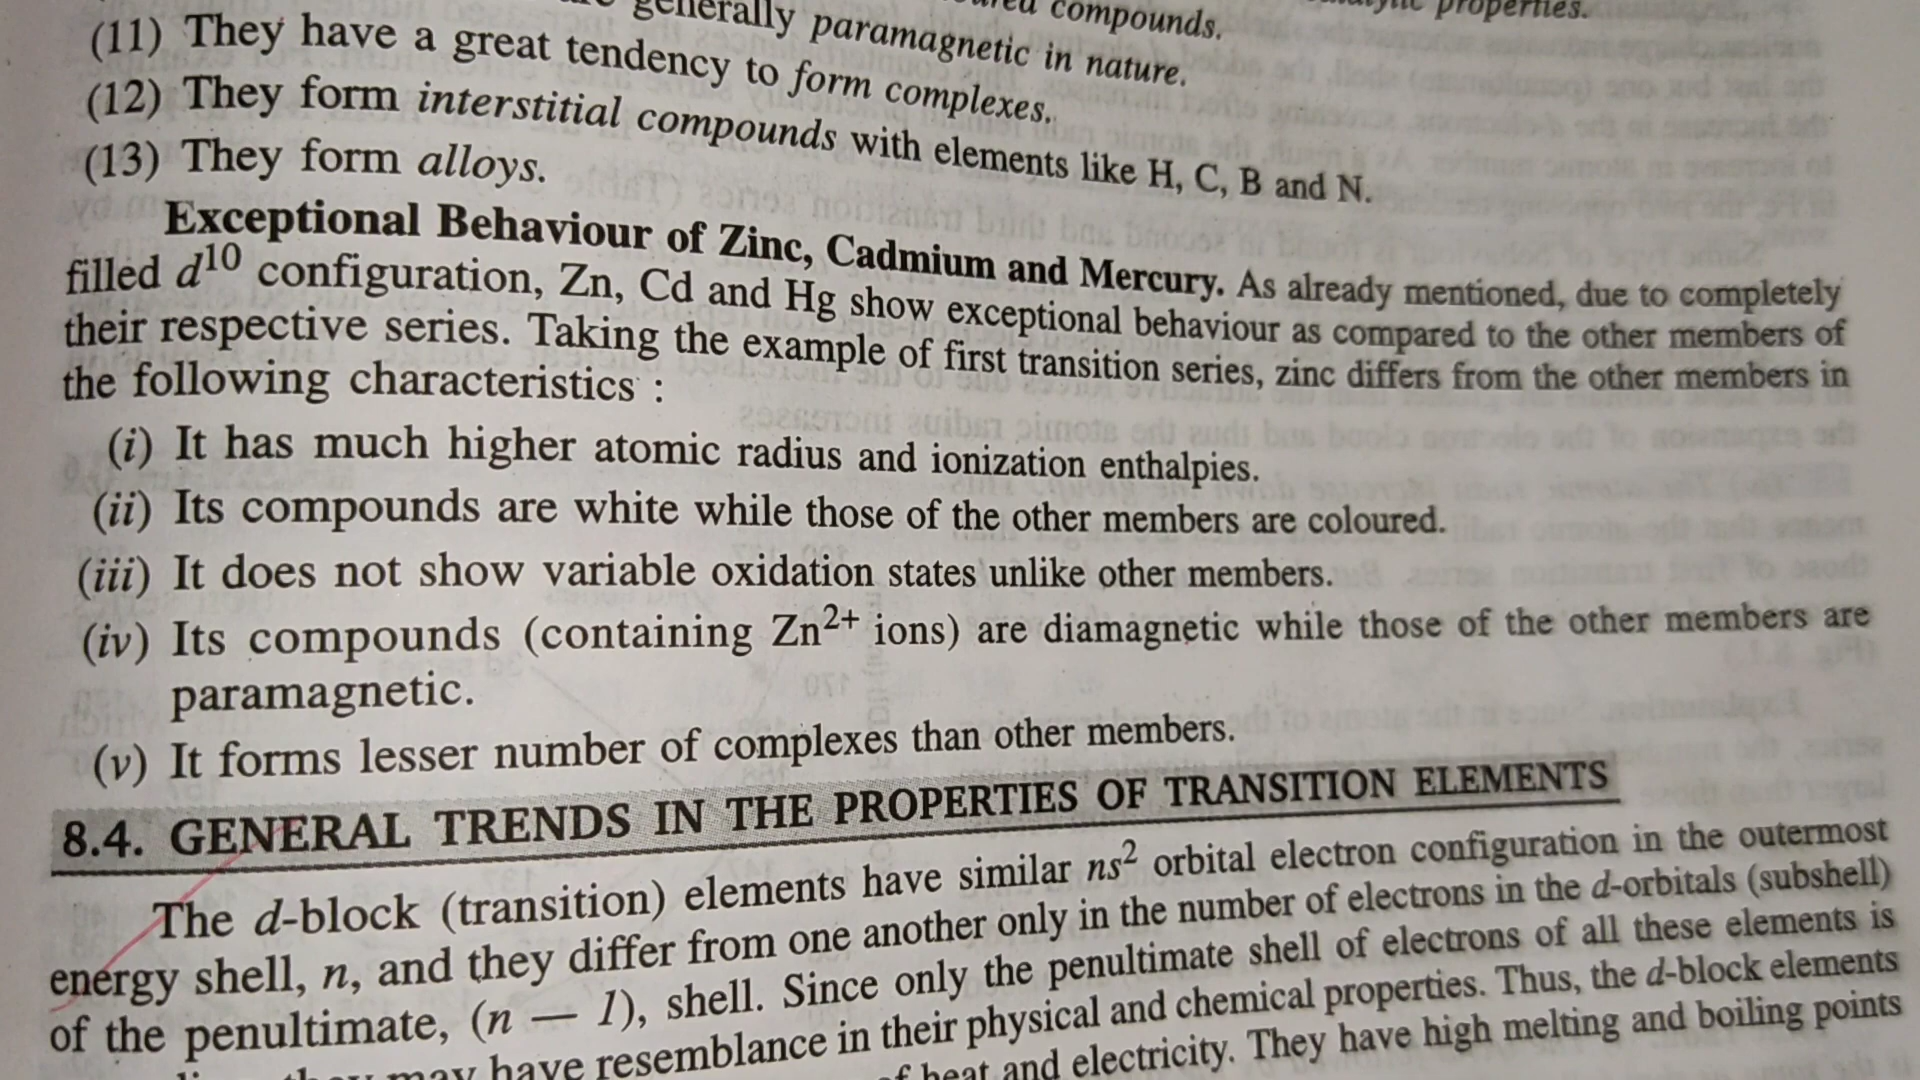 generally paramagnetic in nature.
compounds.
properties.
(11) They have a great tendency to form complexes.
(12) They form interstitial compounds with elements like H, C, B and N.
(13) They form alloys.
Exceptional Behaviour of Zinc, Cadmium and Mercury. As already mentioned, due to completely
filled d¹⁰ configuration, Zn, Cd and Hg show exceptional behaviour as compared to the other members of
their respective series. Taking the example of first transition series, zinc differs from the other members in
the following characteristics :
(i) It has much higher atomic radius and ionization enthalpies.
(ii) Its compounds are white while those of the other members are coloured.
(iii) It does not show variable oxidation states unlike other members.
(iv) Its compounds (containing Zn²⁺ ions) are diamagnetic while those of the other members are
paramagnetic.
(v) It forms lesser number of complexes than other members.
8.4. GENERAL TRENDS IN THE PROPERTIES OF TRANSITION ELEMENTS
The d-block (transition) elements have similar ns² orbital electron configuration in the outermost
energy shell, n, and they differ from one another only in the number of electrons in the d-orbitals (subshell)
of the penultimate, (n — 1), shell. Since only the penultimate shell of electrons of all these elements is
may have resemblance in their physical and chemical properties. Thus, the d-block elements
heat and electricity. They have high melting and boiling points